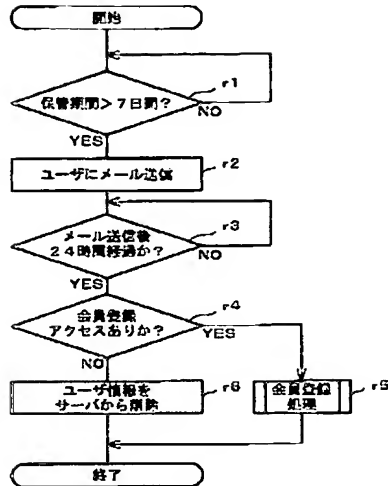 開始
保管期間>7日間?
r1
NO
YES
ユーザにメール送信
r2
メール送信後
24時間経過か?
r3
NO
YES
会員登録
アクセスありか?
r4
YES
NO
ユーザ情報を
サーバから削除
r6
会員登録
処理
r5
終了